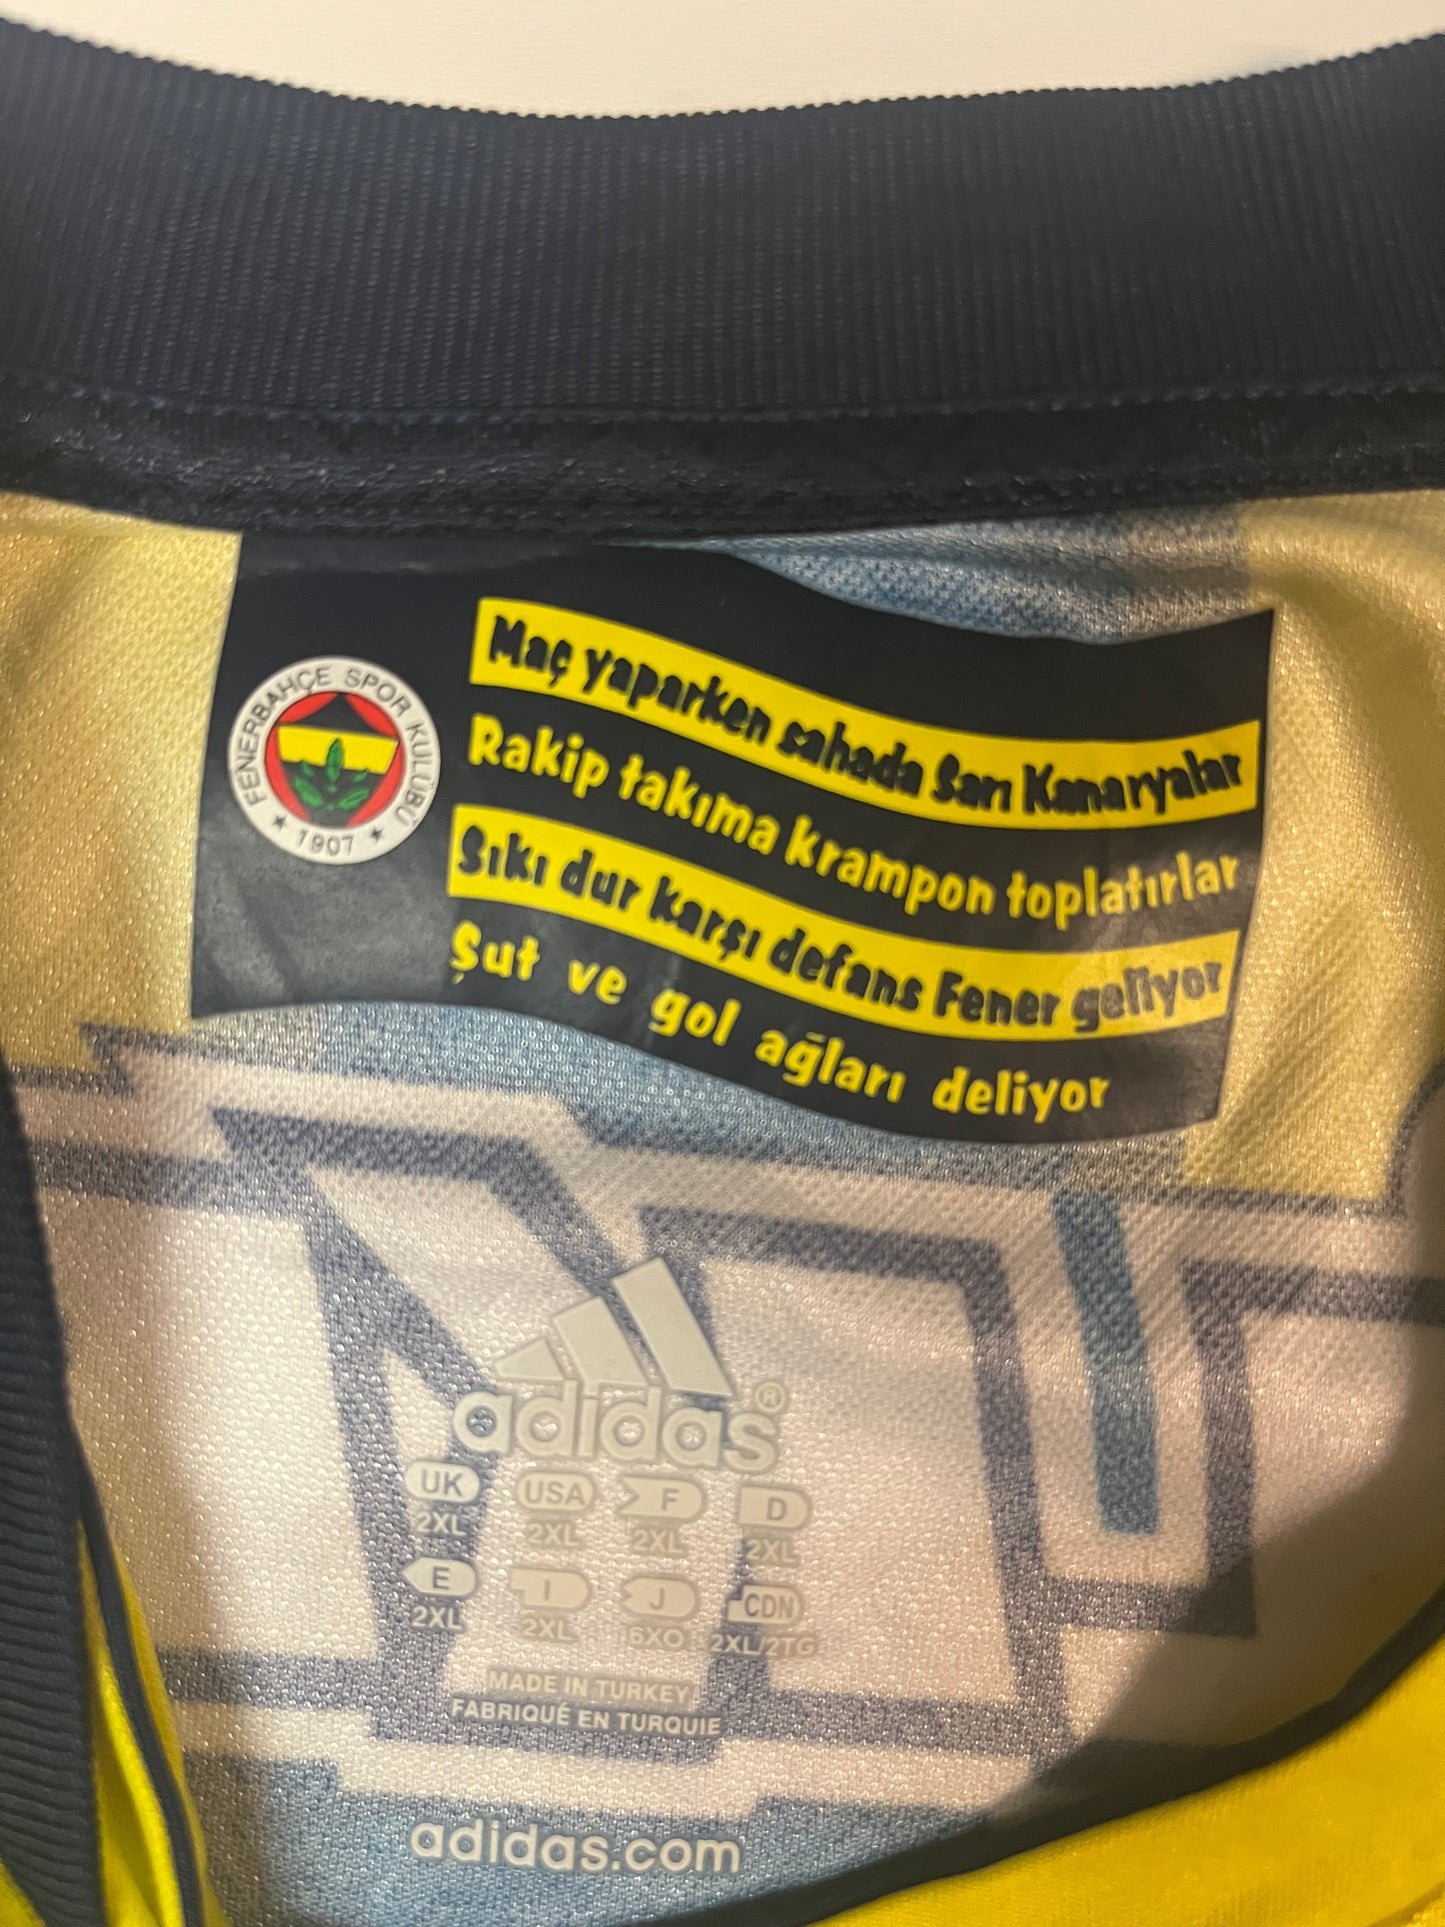 FENERBAHÇE SPOR KULÜBÜ
★ 1907 ★
Maç yaparken sahada Sarı Kanaryalar
Rakip takıma krampon toplatırlar
Sıkı dur karşı defans Fener geliyor
Şut ve gol ağları deliyor
adidas®
UK USA F D
2XL 2XL 2XL 2XL
E I J CDN
2XL 2XL 6XO 2XL/2TG
MADE IN TURKEY
FABRIQUÉ EN TURQUIE
adidas.com